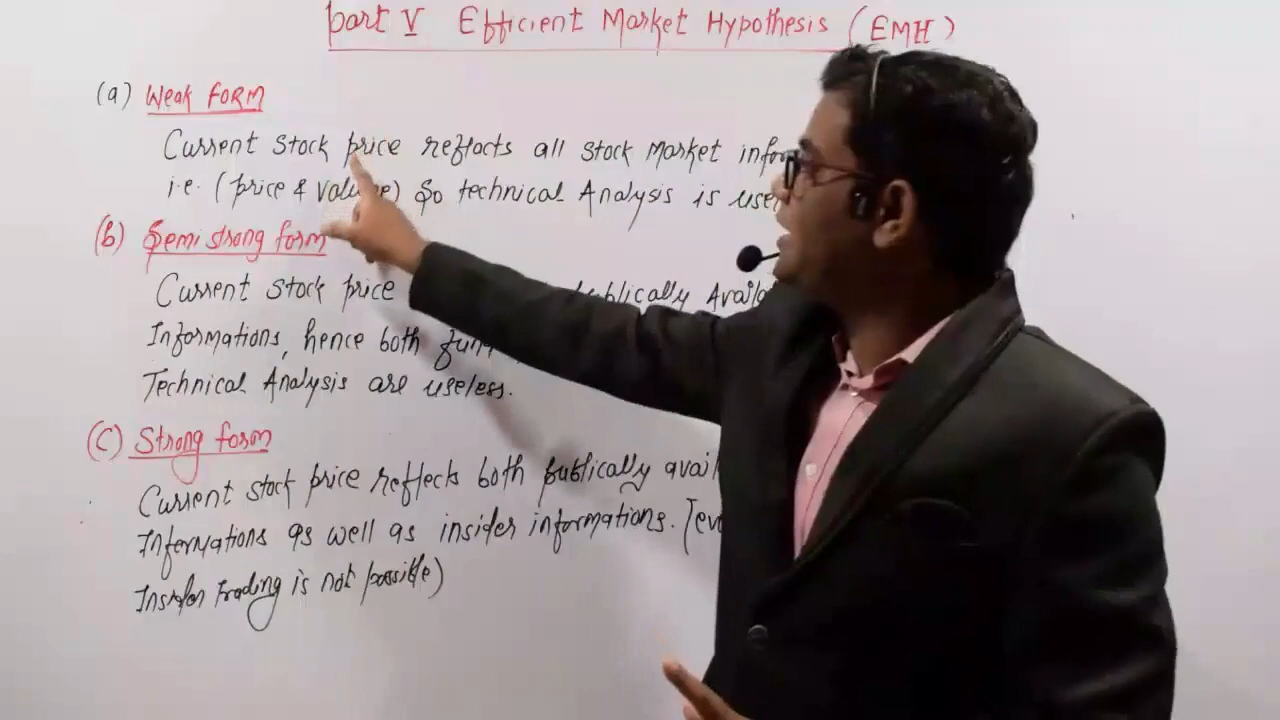 Part V Efficient Market Hypothesis (EMH)
(a) Weak Form
Current Stock price reflects all Stock Market
i.e. (price & Volume) So technical Analysis is
(b) Semi strong form
Current Stock price publically
Informations, hence both
Technical Analysis are useless.
(C) Strong form
Current stock price reflects both publically
Informations as well as insider informations.
Insider trading is not possible)